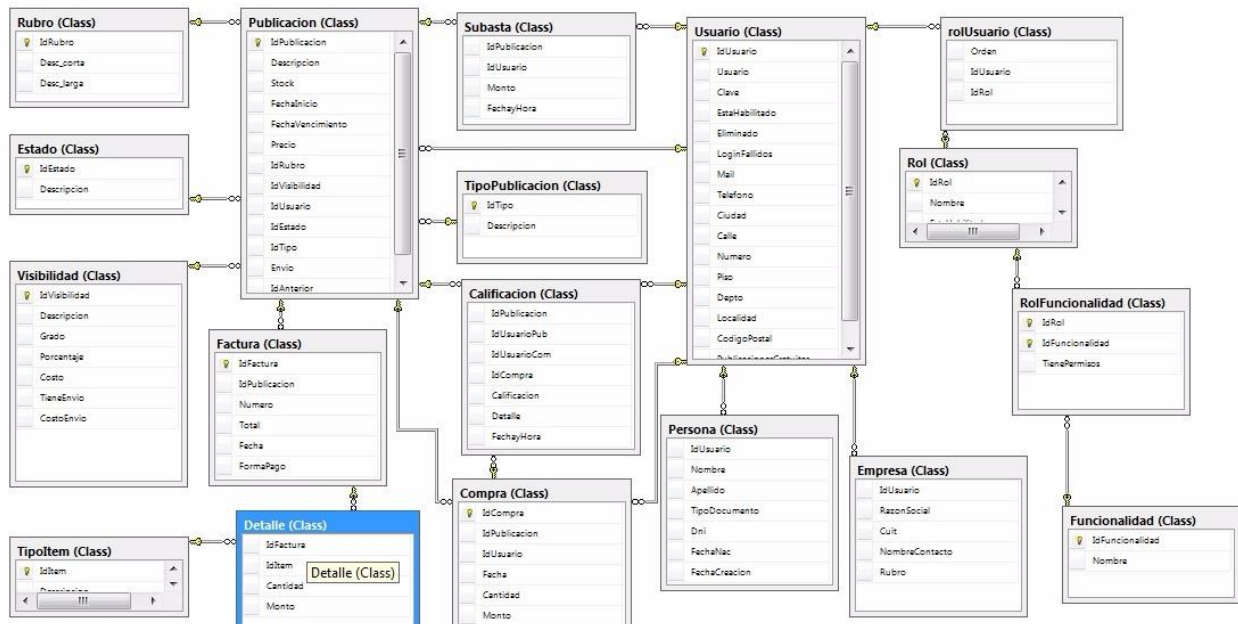 Rubro (Class)
IdRubro
Desc_corta
Desc_larga
Publicacion (Class)
IdPublicacion
Descripcion
Stock
FechaInicio
FechaVencimiento
Precio
IdRubro
IdVisibilidad
IdUsuario
IdEstado
IdTipo
Envio
IdAnterior
Subasta (Class)
IdPublicacion
IdUsuario
Monto
FechayHora
Usuario (Class)
IdUsuario
Usuario
Clave
EstaHabilitado
Eliminado
LoginFallidos
Mail
Telefono
Ciudad
Calle
Numero
Piso
Depto
Localidad
CodigoPostal
rolUsuario (Class)
Orden
IdUsuario
IdRol
Estado (Class)
IdEstado
Descripcion
TipoPublicacion (Class)
IdTipo
Descripcion
Rol (Class)
IdRol
Nombre
Visibilidad (Class)
IdVisibilidad
Descripcion
Grado
Porcentaje
Costo
TieneEnvio
CostoEnvio
Factura (Class)
IdFactura
IdPublicacion
Numero
Total
Fecha
FormaPago
Calificacion (Class)
IdPublicacion
IdUsuarioPub
IdUsuarioCom
IdCompra
Calificacion
Detalle
FechayHora
RolFuncionalidad (Class)
IdRol
IdFuncionalidad
TienePermisos
Persona (Class)
IdUsuario
Nombre
Apellido
TipoDocumento
Dni
FechaNac
FechaCreacion
Empresa (Class)
IdUsuario
RazonSocial
Cuit
NombreContacto
Rubro
Funcionalidad (Class)
IdFuncionalidad
Nombre
TipoItem (Class)
IdItem
Detalle (Class)
IdFactura
IdItem
Cantidad
Monto
Detalle (Class)
Compra (Class)
IdCompra
IdPublicacion
IdUsuario
Fecha
Cantidad
Monto